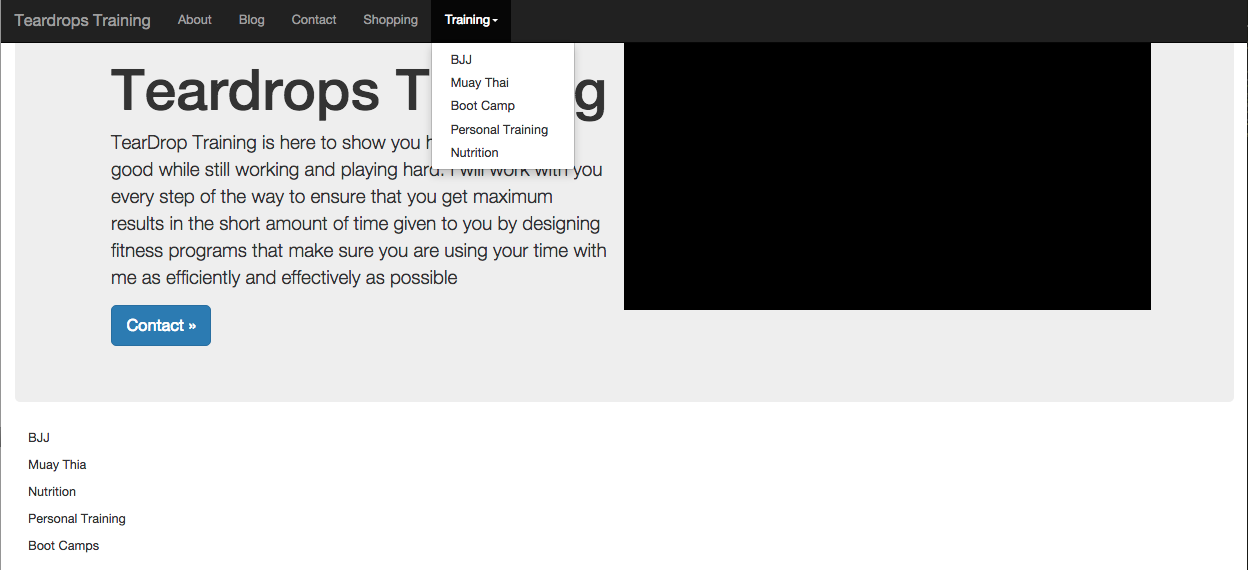 Teardrops Training About Blog Contact Shopping Training
BJJ
Muay Thai
Boot Camp
Personal Training
Nutrition
Teardrops T g
TearDrop Training is here to show you
good while still working and playing hard. I will work with you
every step of the way to ensure that you get maximum
results in the short amount of time given to you by designing
fitness programs that make sure you are using your time with
me as efficiently and effectively as possible
Contact »
BJJ
Muay Thia
Nutrition
Personal Training
Boot Camps